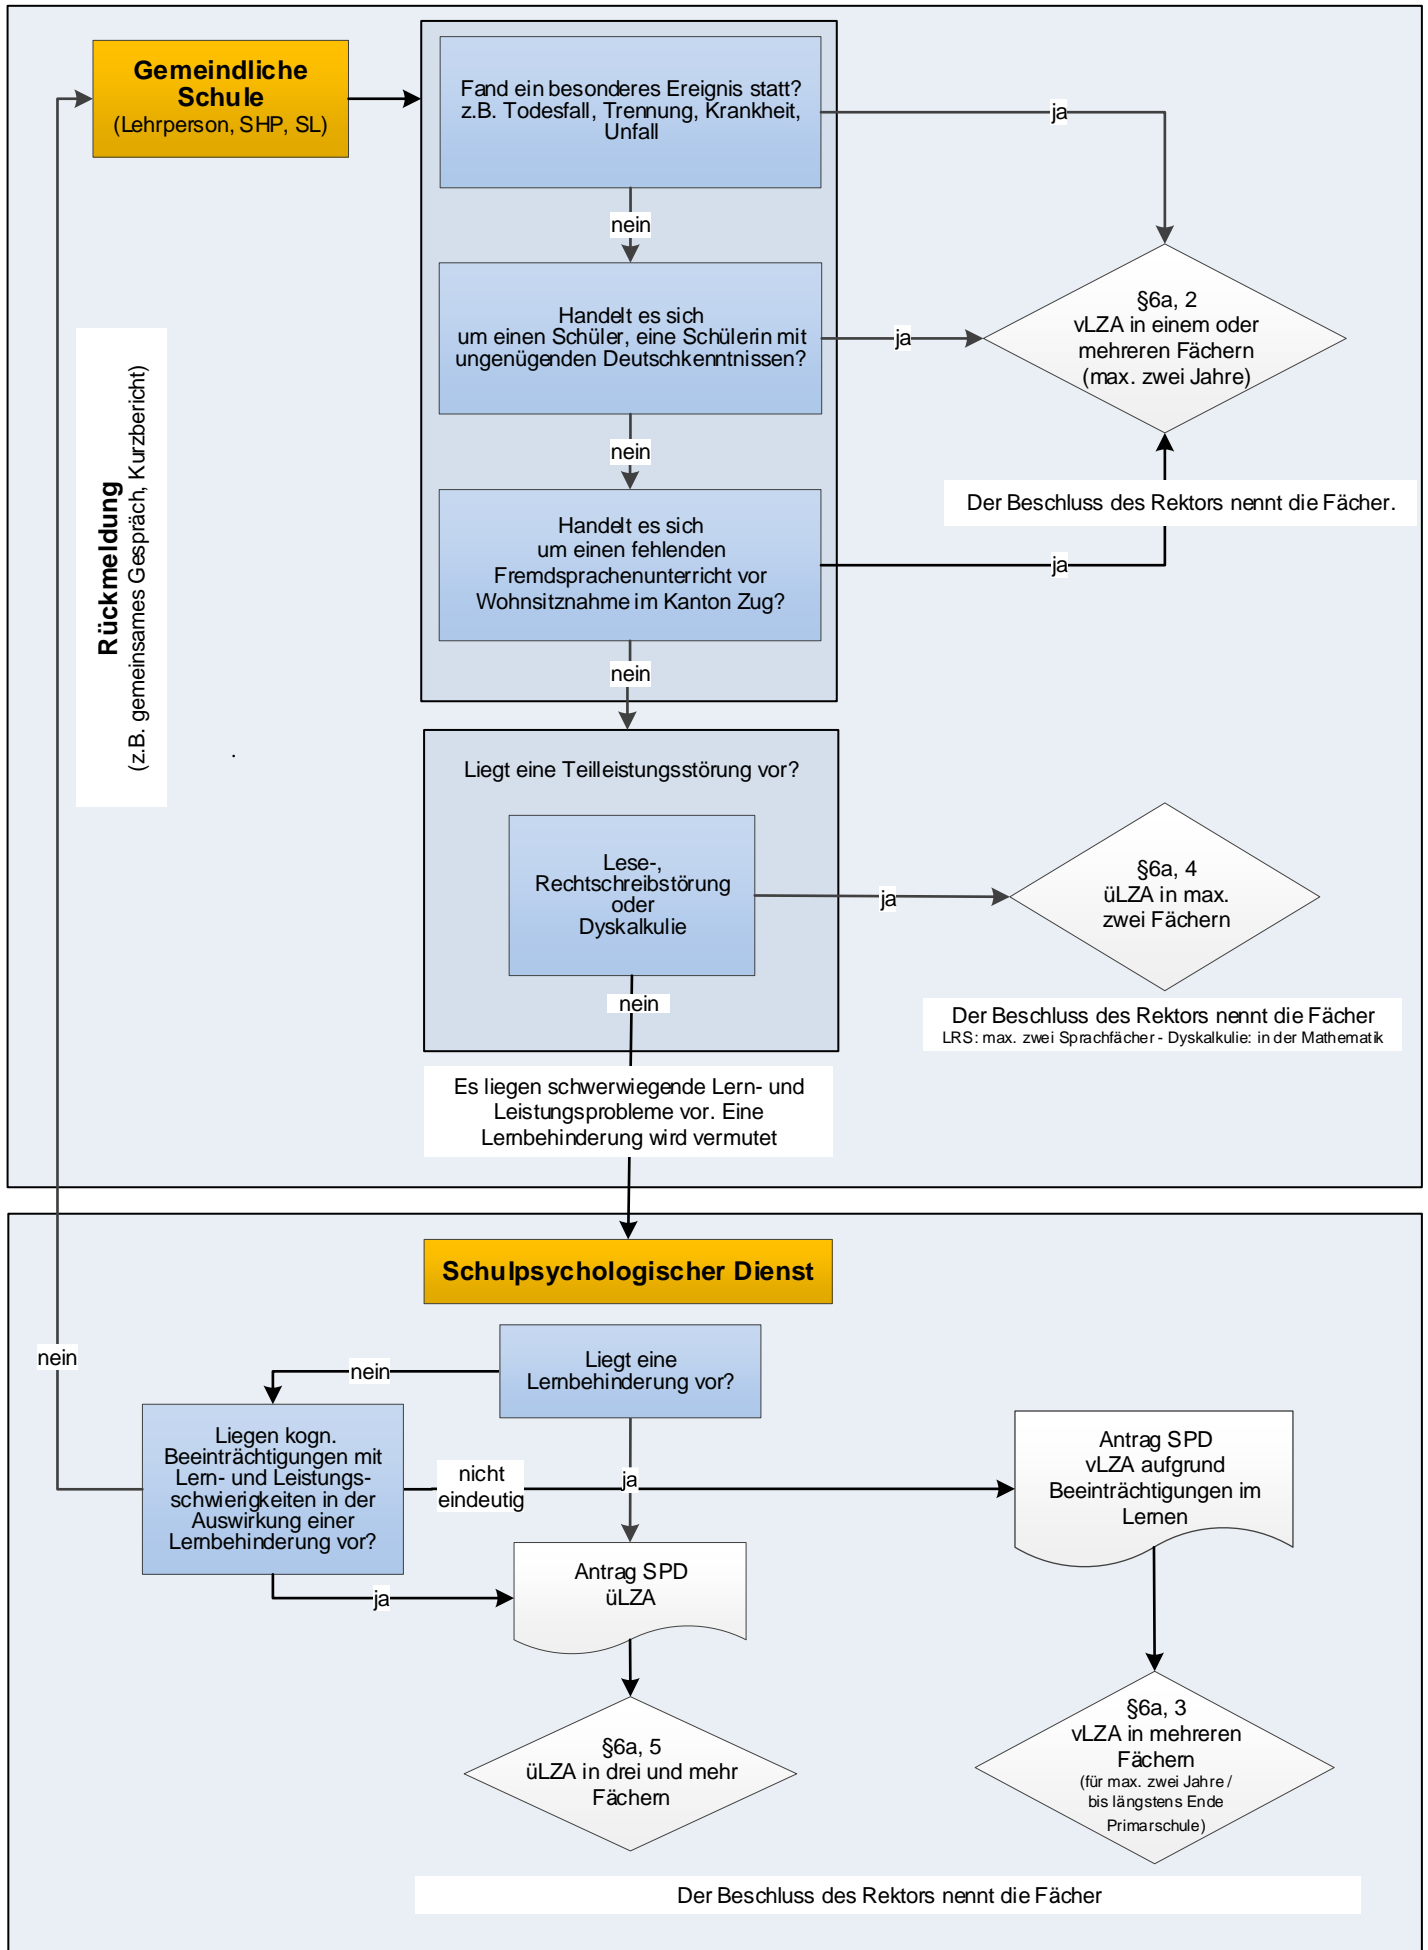 Gemeindliche
Schule
(Lehrperson, SHP, SL)
Fand ein besonderes Ereignis statt?
z.B. Todesfall, Trennung, Krankheit,
Unfall
ja
nein
Handelt es sich
um einen Schüler, eine Schülerin mit
ungenügenden Deutschkenntnissen?
ja
§6a, 2
vLZA in einem oder
mehreren Fächern
(max. zwei Jahre)
nein
Der Beschluss des Rektors nennt die Fächer.
Handelt es sich
um einen fehlenden
Fremdsprachenunterricht vor
Wohnsitznahme im Kanton Zug?
ja
nein
Rückmeldung
(z.B. gemeinsames Gespräch, Kurzbericht)
.
Liegt eine Teilleistungsstörung vor?
Lese-,
Rechtschreibstörung
oder
Dyskalkulie
ja
§6a, 4
üLZA in max.
zwei Fächern
nein
Der Beschluss des Rektors nennt die Fächer
LRS: max. zwei Sprachfächer - Dyskalkulie: in der Mathematik
Es liegen schwerwiegende Lern- und
Leistungsprobleme vor. Eine
Lernbehinderung wird vermutet
Schulpsychologischer Dienst
nein
Liegt eine
Lernbehinderung vor?
nein
Liegen kogn.
Beeinträchtigungen mit
Lern- und Leistungs-
schwierigkeiten in der
Auswirkung einer
Lernbehinderung vor?
nicht
eindeutig
ja
Antrag SPD
vLZA aufgrund
Beeinträchtigungen im
Lernen
ja
Antrag SPD
üLZA
§6a, 5
üLZA in drei und mehr
Fächern
§6a, 3
vLZA in mehreren
Fächern
(für max. zwei Jahre /
bis längstens Ende
Primarschule)
Der Beschluss des Rektors nennt die Fächer